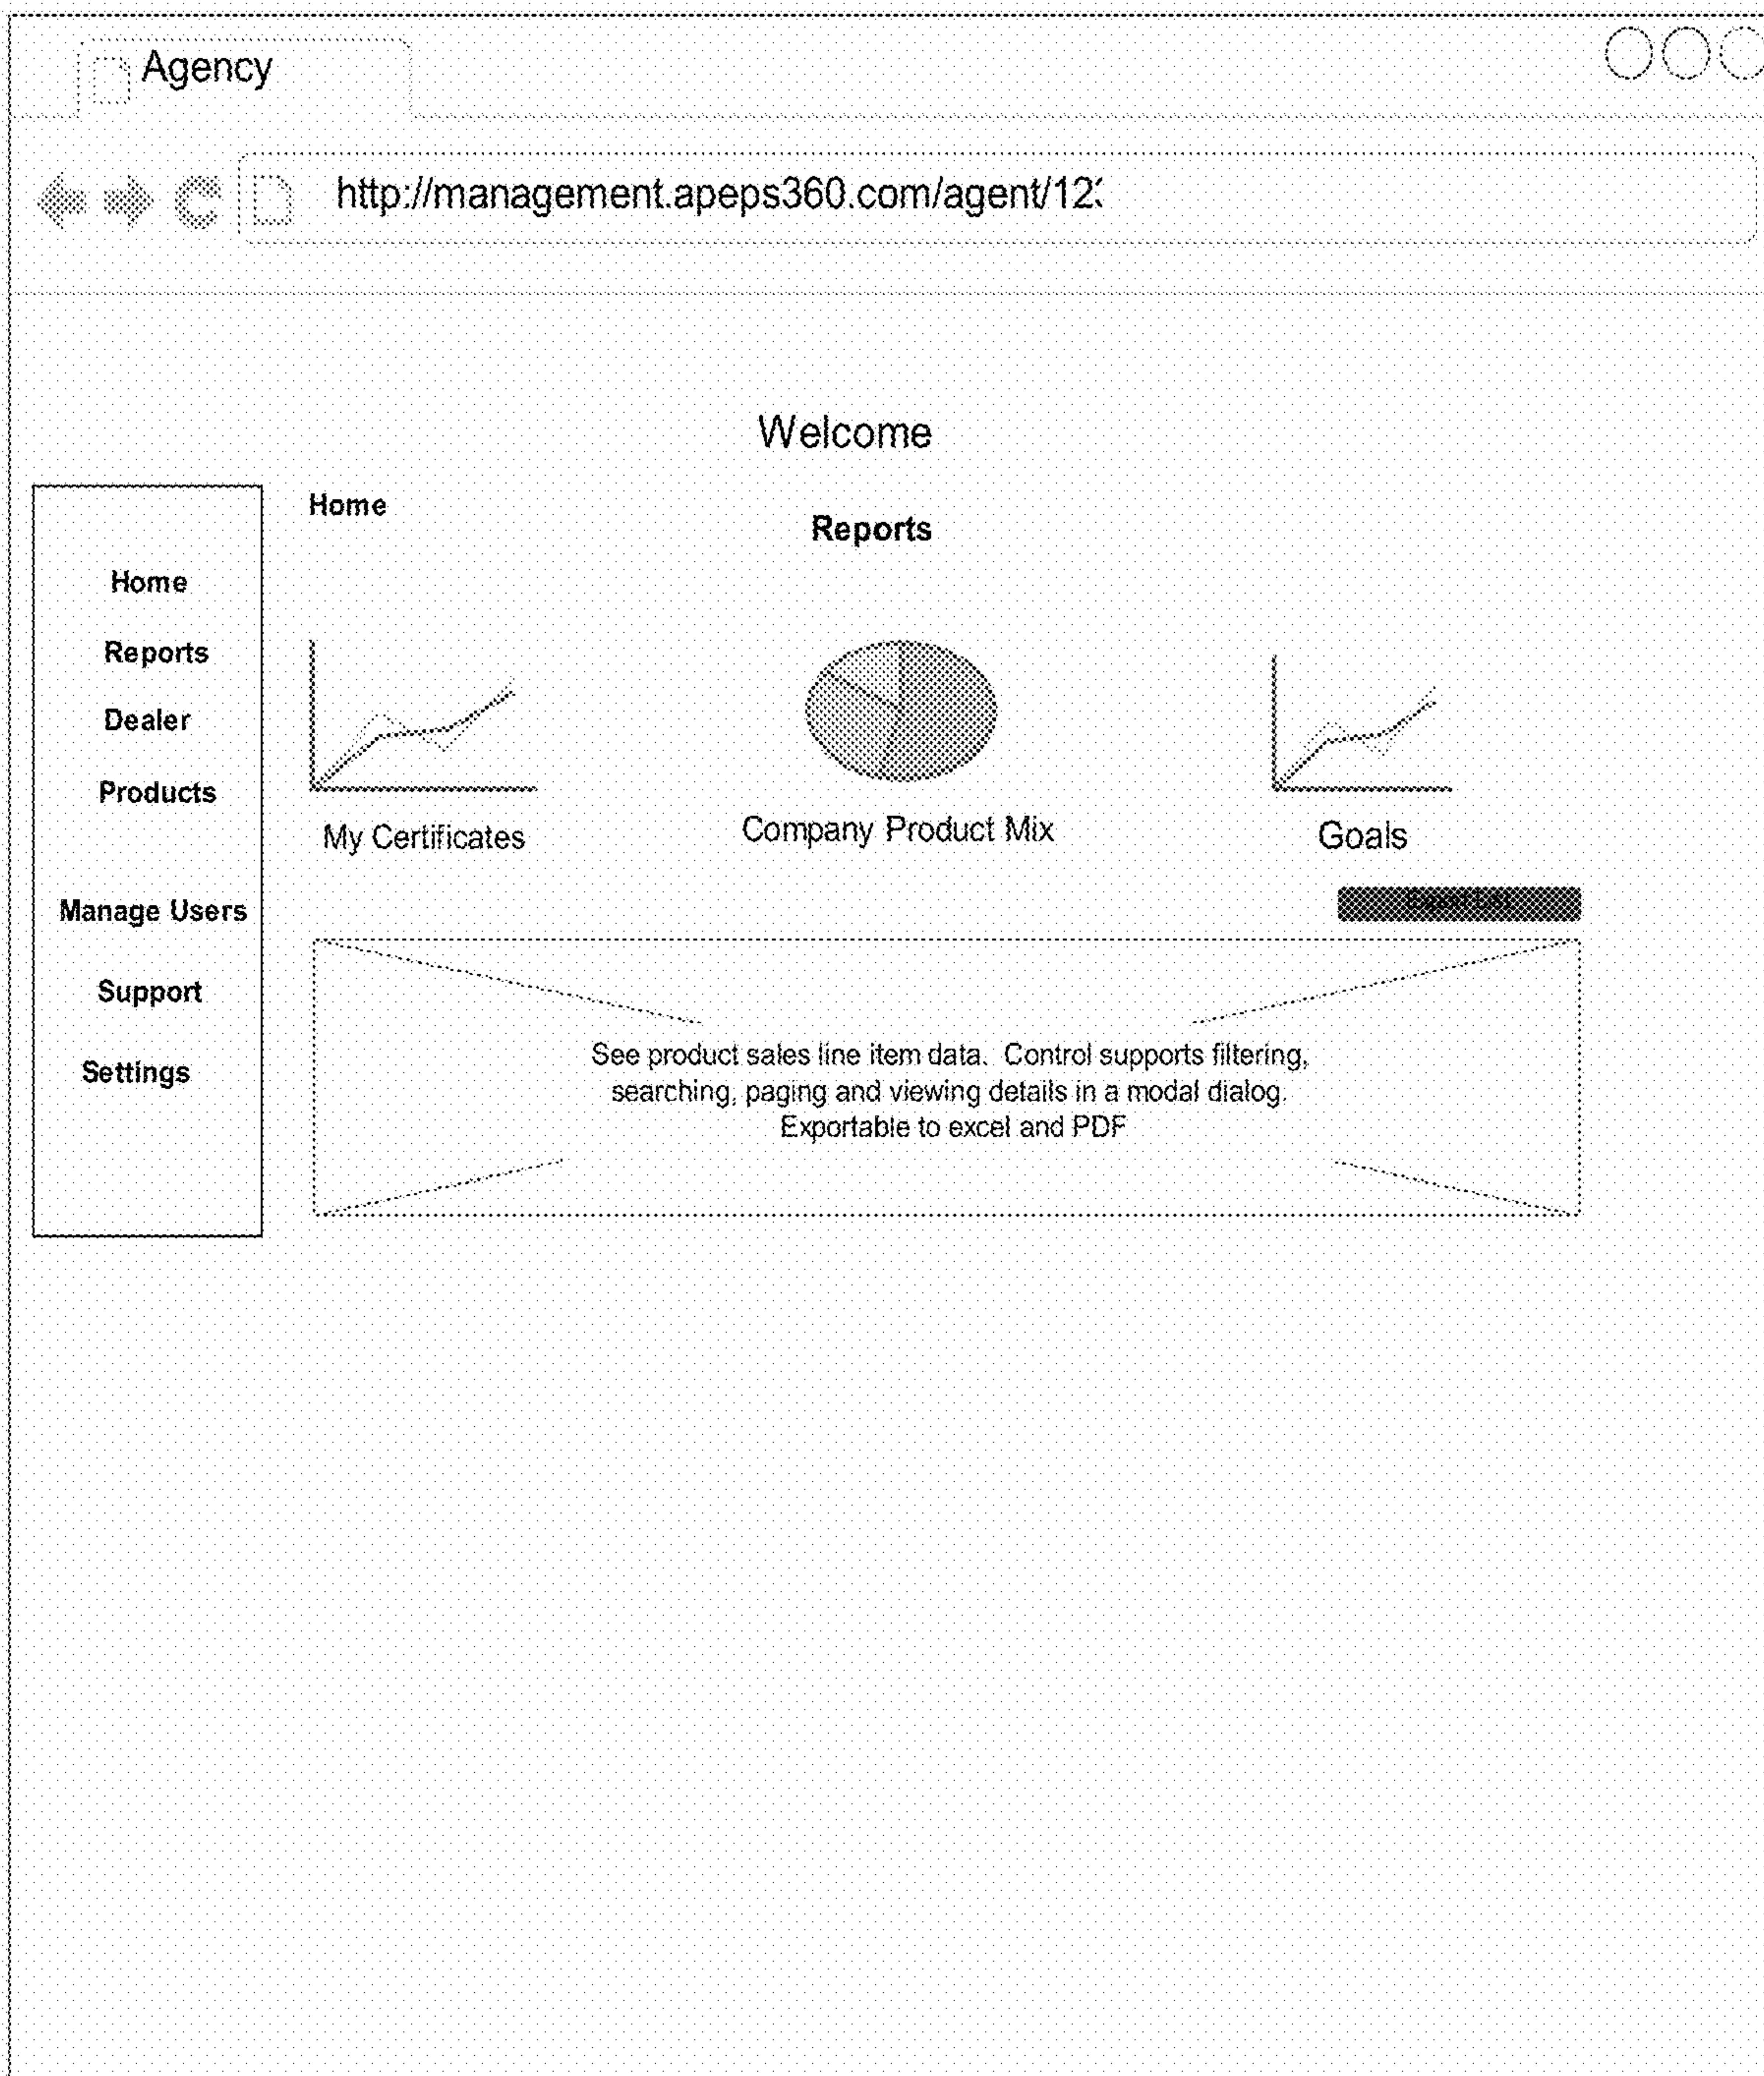 Agency
http://management.apeps360.com/agent/12
Welcome
Home
Reports
Home
Reports
Dealer
Products
Manage Users
Support
Settings
My Certificates
Company Product Mix
Goals
See product sales line item data. Control supports filtering,
searching, paging and viewing details in a modal dialog.
Exportable to excel and PDF